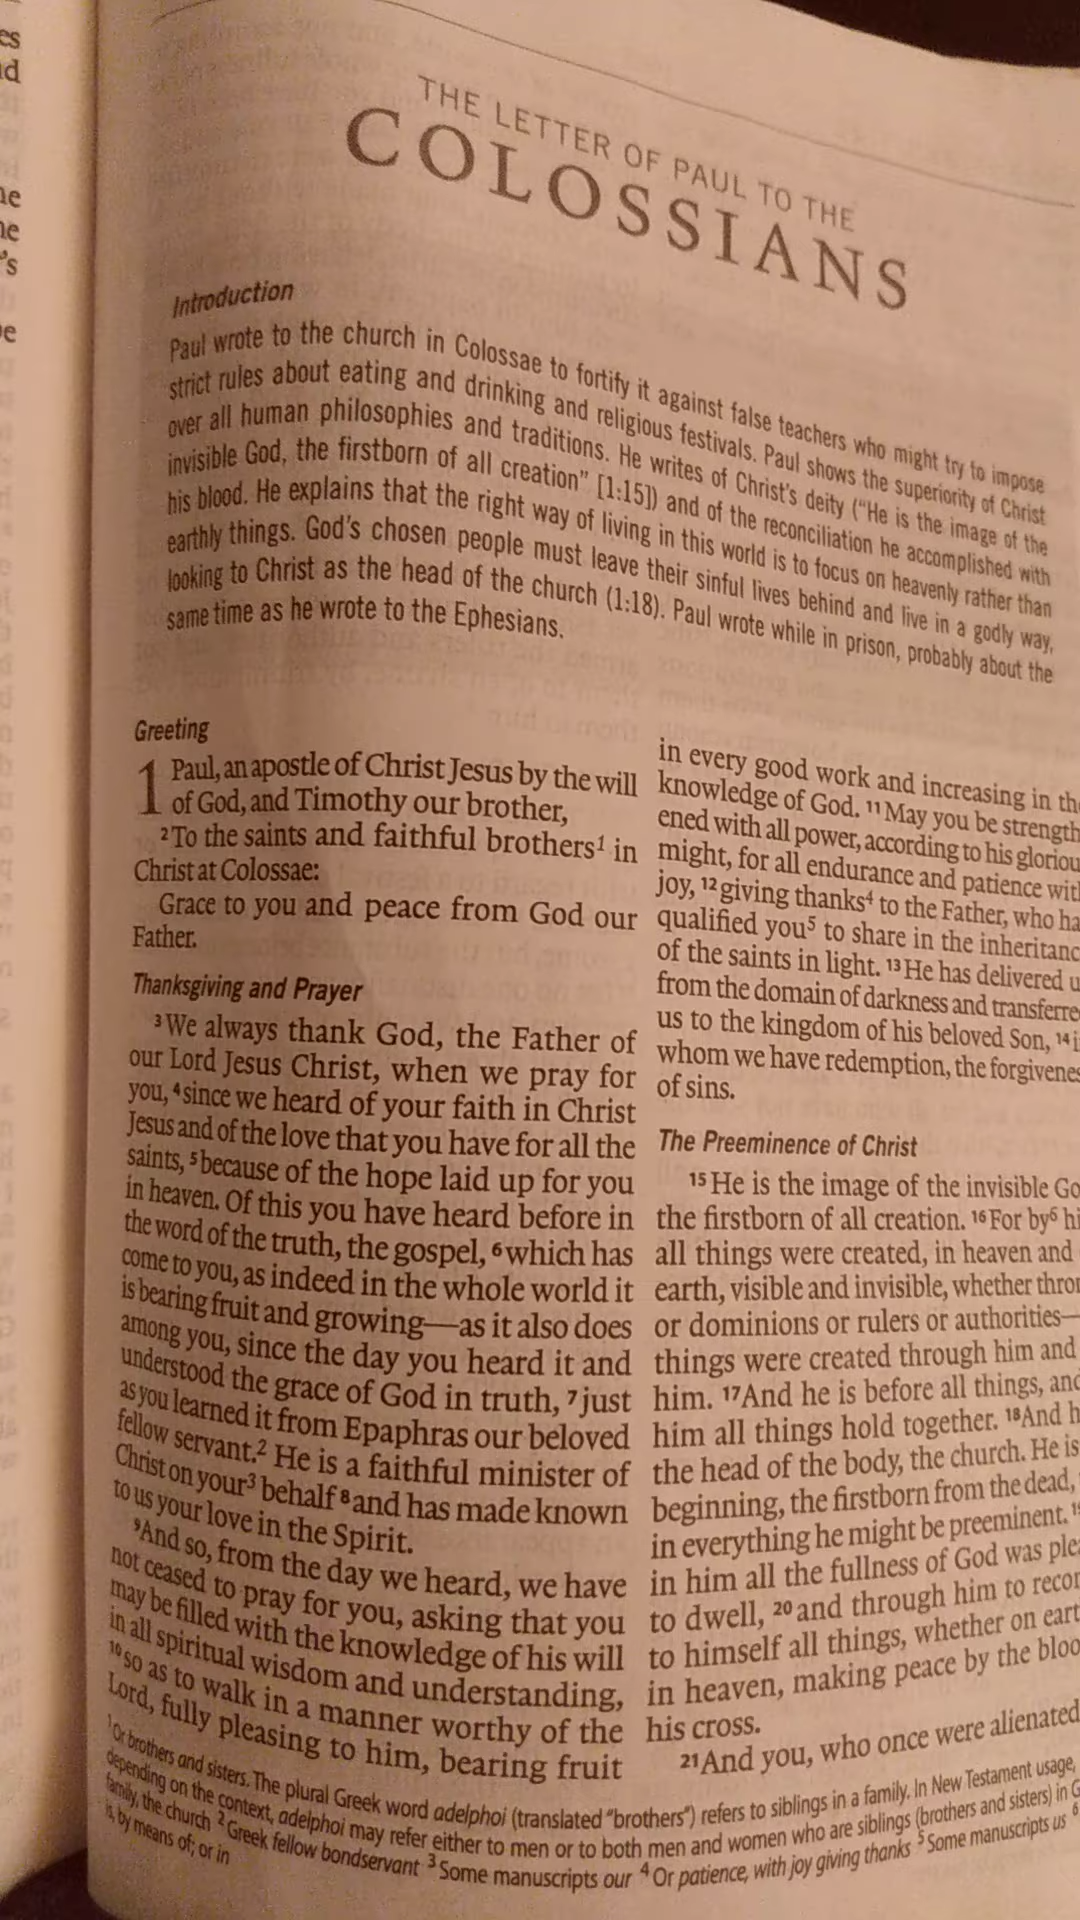 es
nd
ne
ne
's
be
THE LETTER OF PAUL TO THE
COLOSSIANS
Introduction
Paul wrote to the church in Colossae to fortify it against false teachers who might try to impose
strict rules about eating and drinking and religious festivals. Paul shows the superiority of Christ
over all human philosophies and traditions. He writes of Christ's deity (“He is the image of the
invisible God, the firstborn of all creation” [1:15]) and of the reconciliation he accomplished with
his blood. He explains that the right way of living in this world is to focus on heavenly rather than
earthly things. God's chosen people must leave their sinful lives behind and live in a godly way,
looking to Christ as the head of the church (1:18). Paul wrote while in prison, probably about the
same time as he wrote to the Ephesians.
Greeting
1 Paul, an apostle of Christ Jesus by the will
of God, and Timothy our brother,
2 To the saints and faithful brothers1 in
Christ at Colossae:
Grace to you and peace from God our
Father.
Thanksgiving and Prayer
3 We always thank God, the Father of
our Lord Jesus Christ, when we pray for
you, 4 since we heard of your faith in Christ
Jesus and of the love that you have for all the
saints, 5 because of the hope laid up for you
in heaven. Of this you have heard before in
the word of the truth, the gospel, 6 which has
come to you, as indeed in the whole world it
is bearing fruit and growing—as it also does
among you, since the day you heard it and
understood the grace of God in truth, 7 just
as you learned it from Epaphras our beloved
fellow servant.2 He is a faithful minister of
Christ on your3 behalf 8 and has made known
to us your love in the Spirit.
9 And so, from the day we heard, we have
not ceased to pray for you, asking that you
may be filled with the knowledge of his will
in all spiritual wisdom and understanding,
10 so as to walk in a manner worthy of the
Lord, fully pleasing to him, bearing fruit
in every good work and increasing in the
knowledge of God. 11 May you be strength
ened with all power, according to his gloriou
might, for all endurance and patience wit
joy, 12 giving thanks4 to the Father, who ha
qualified you5 to share in the inheritanc
of the saints in light. 13 He has delivered u
from the domain of darkness and transferre
us to the kingdom of his beloved Son, 14 i
whom we have redemption, the forgivenes
of sins.
The Preeminence of Christ
15 He is the image of the invisible Go
the firstborn of all creation. 16 For by6 hi
all things were created, in heaven and
earth, visible and invisible, whether thron
or dominions or rulers or authorities—
things were created through him and
him. 17 And he is before all things, and
him all things hold together. 18 And h
the head of the body, the church. He is
beginning, the firstborn from the dead,
in everything he might be preeminent. 19
in him all the fullness of God was plea
to dwell, 20 and through him to recon
to himself all things, whether on eart
in heaven, making peace by the bloo
his cross.
21 And you, who once were alienated
1 Or brothers and sisters. The plural Greek word adelphoi (translated “brothers”) refers to siblings in a family. In New Testament usage,
depending on the context, adelphoi may refer either to men or to both men and women who are siblings (brothers and sisters) in G
family, the church 2 Greek fellow bondservant 3 Some manuscripts our 4 Or patience, with joy giving thanks 5 Some manuscripts us 6
is, by means of; or in